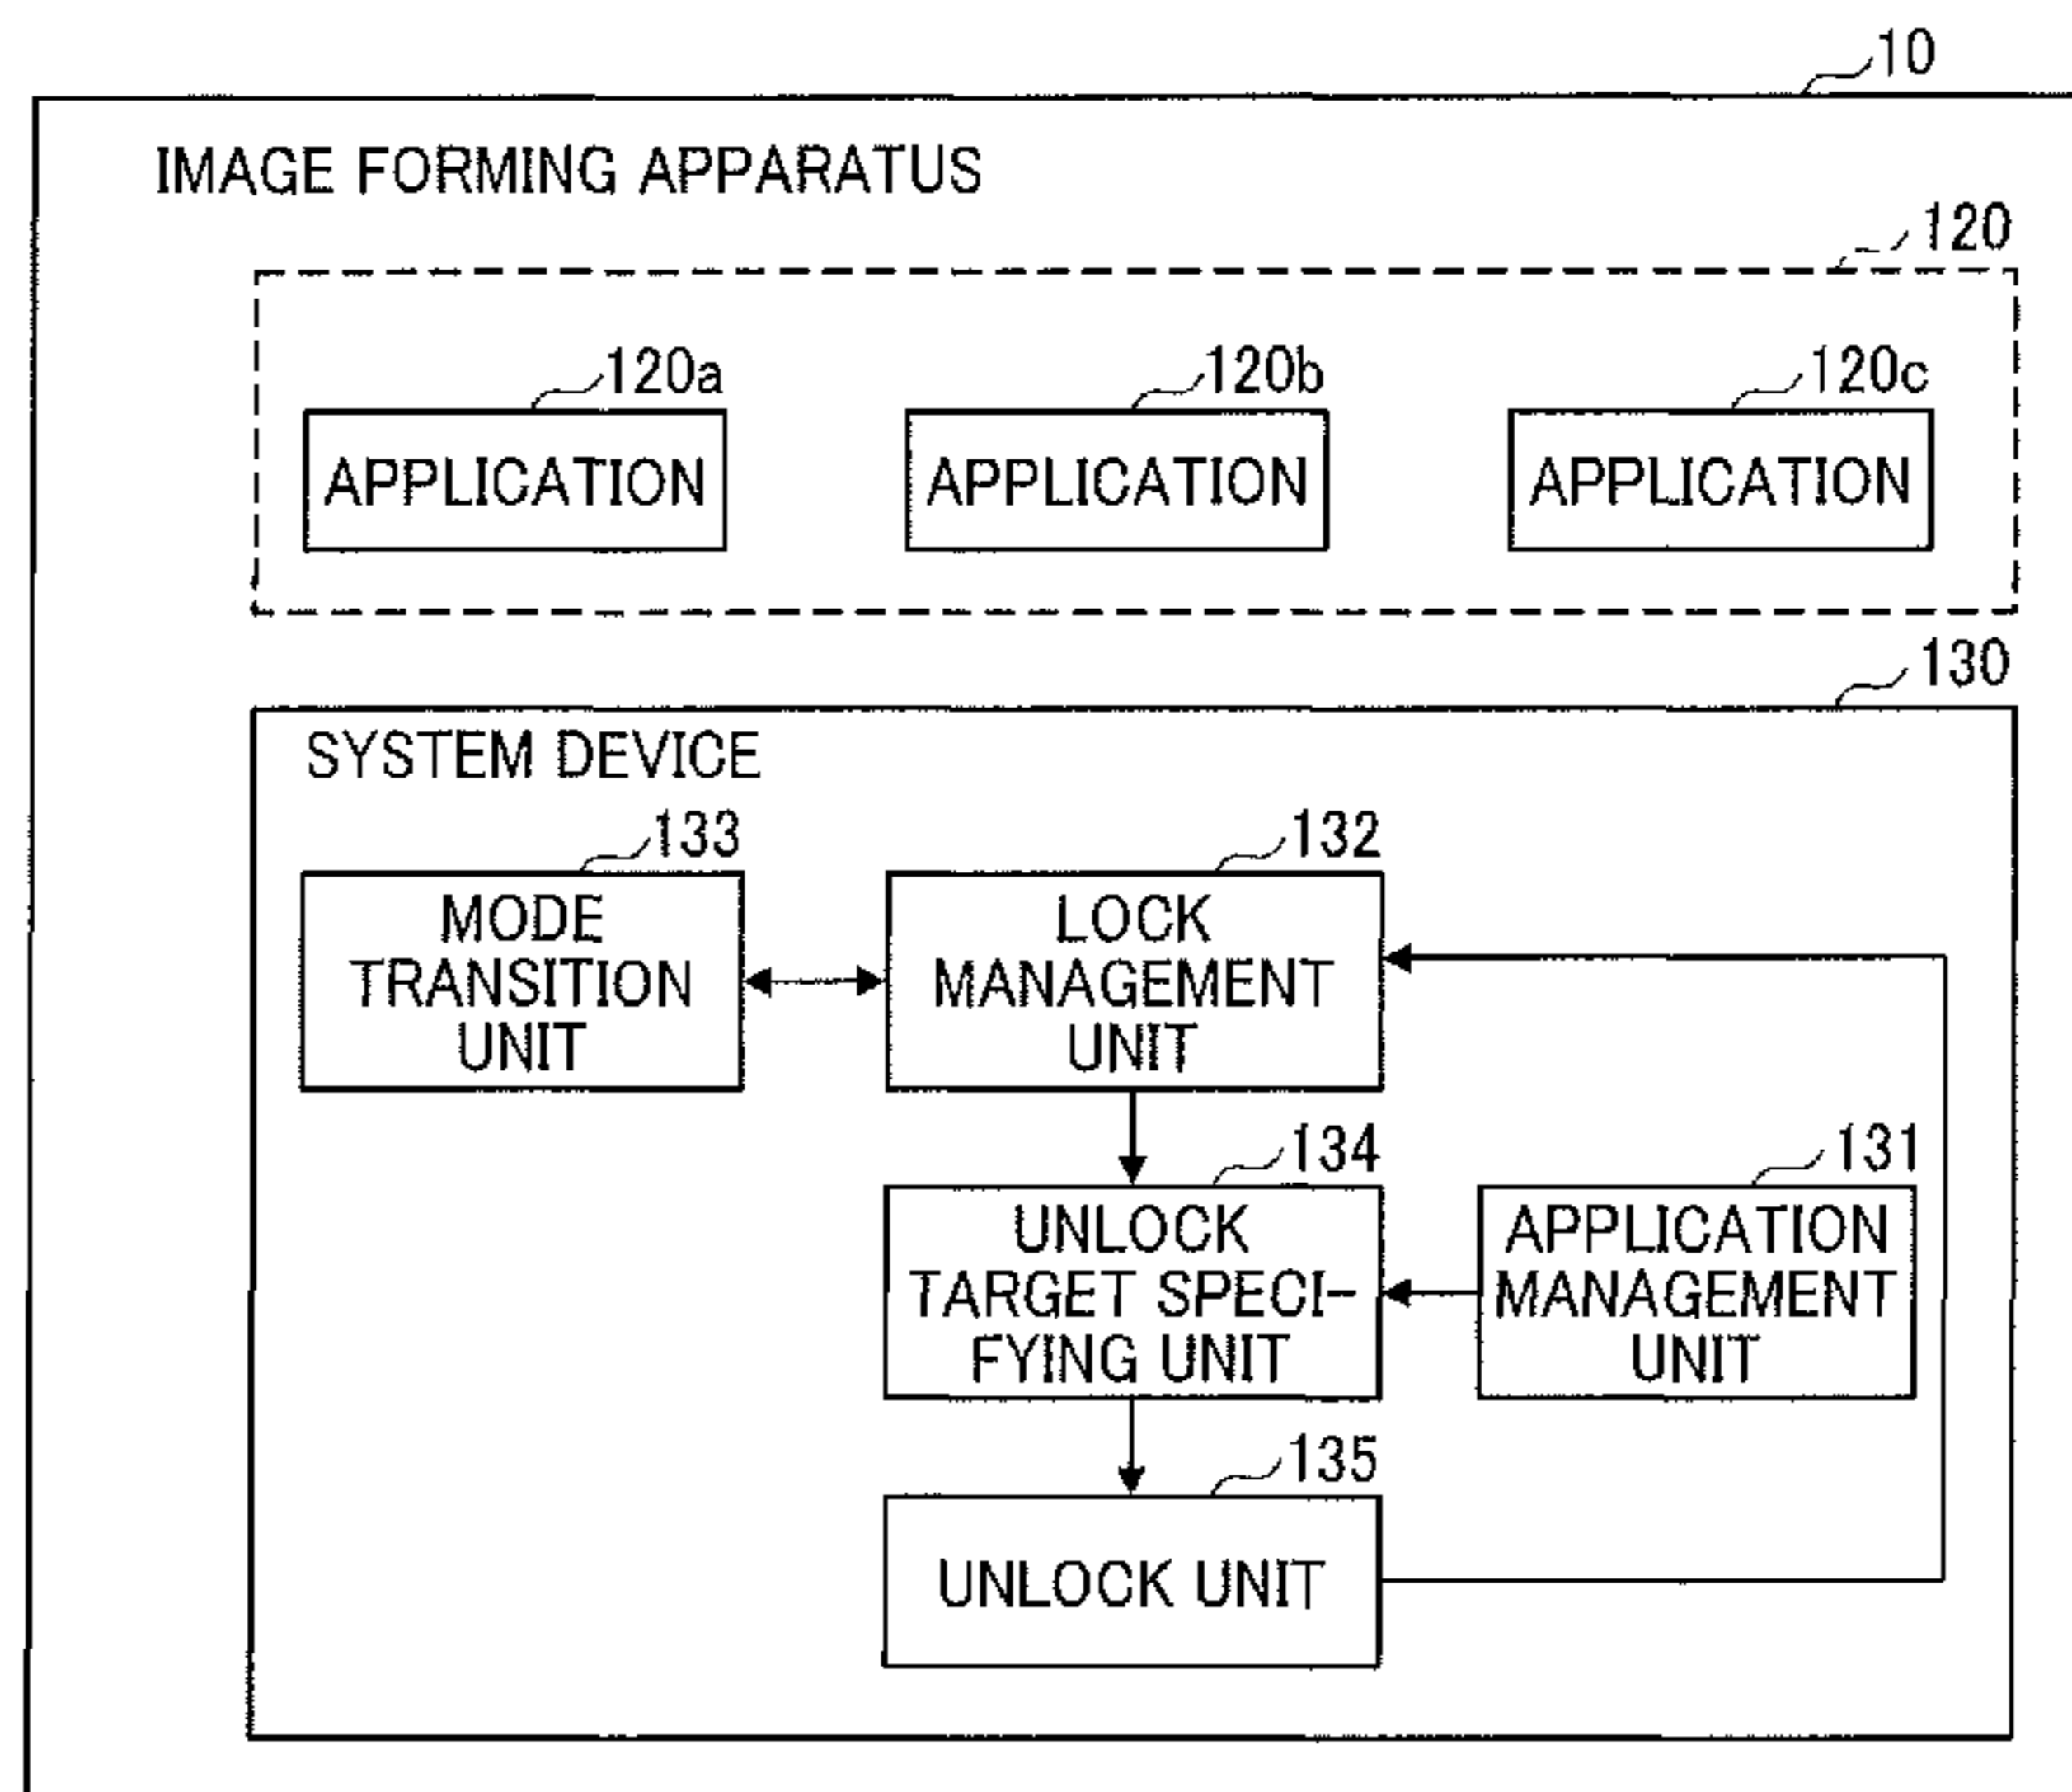 10
IMAGE FORMING APPARATUS
120
120a
120b
120c
APPLICATION
APPLICATION
APPLICATION
130
SYSTEM DEVICE
133
132
MODE
TRANSITION
UNIT
LOCK
MANAGEMENT
UNIT
134
131
UNLOCK
TARGET SPECI-
FYING UNIT
APPLICATION
MANAGEMENT
UNIT
135
UNLOCK UNIT